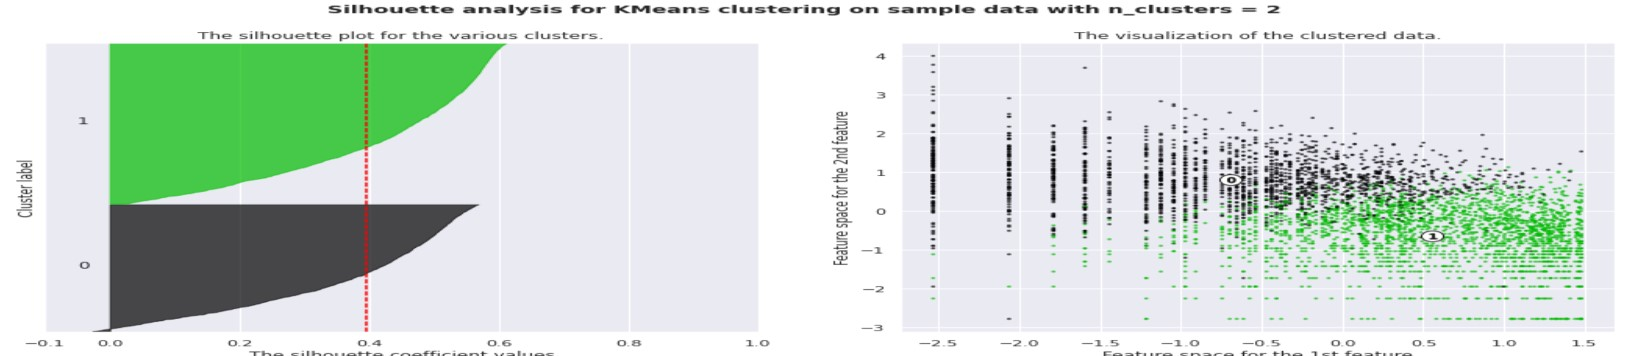 Silhouette analysis for KMeans clustering on sample data with n_clusters = 2
The silhouette plot for the various clusters.
Cluster label
1
0
−0.1 0.0 0.2 0.4 0.6 0.8 1.0
The silhouette coefficient values
The visualization of the clustered data.
Feature space for the 2nd feature
4
3
2
1
0
−1
−2
−3
0
1
−2.5 −2.0 −1.5 −1.0 −0.5 0.0 0.5 1.0 1.5
Feature space for the 1st feature